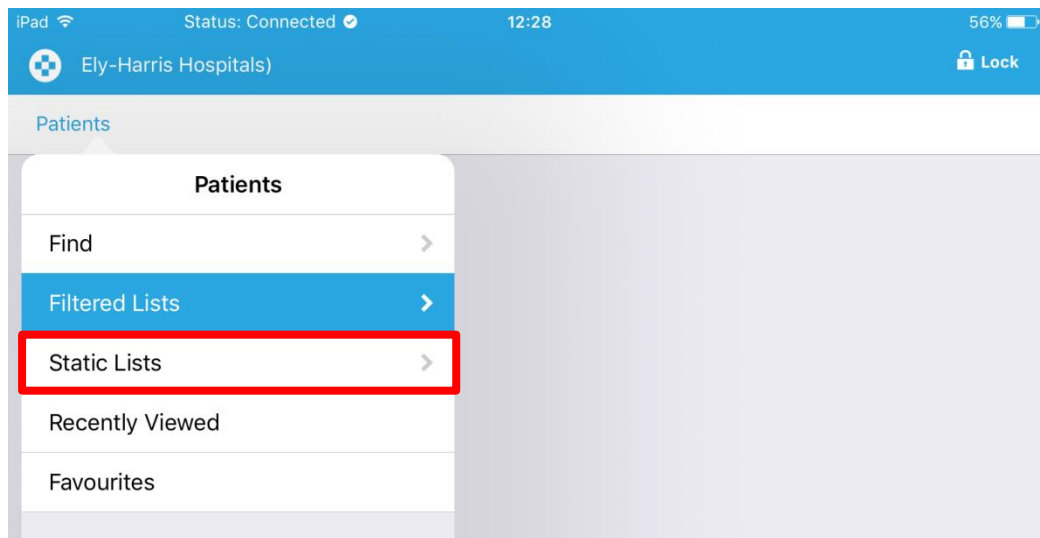 iPad Status: Connected 12:28 56%
Ely-Harris Hospitals) Lock
Patients
Patients
Find
Filtered Lists
Static Lists
Recently Viewed
Favourites